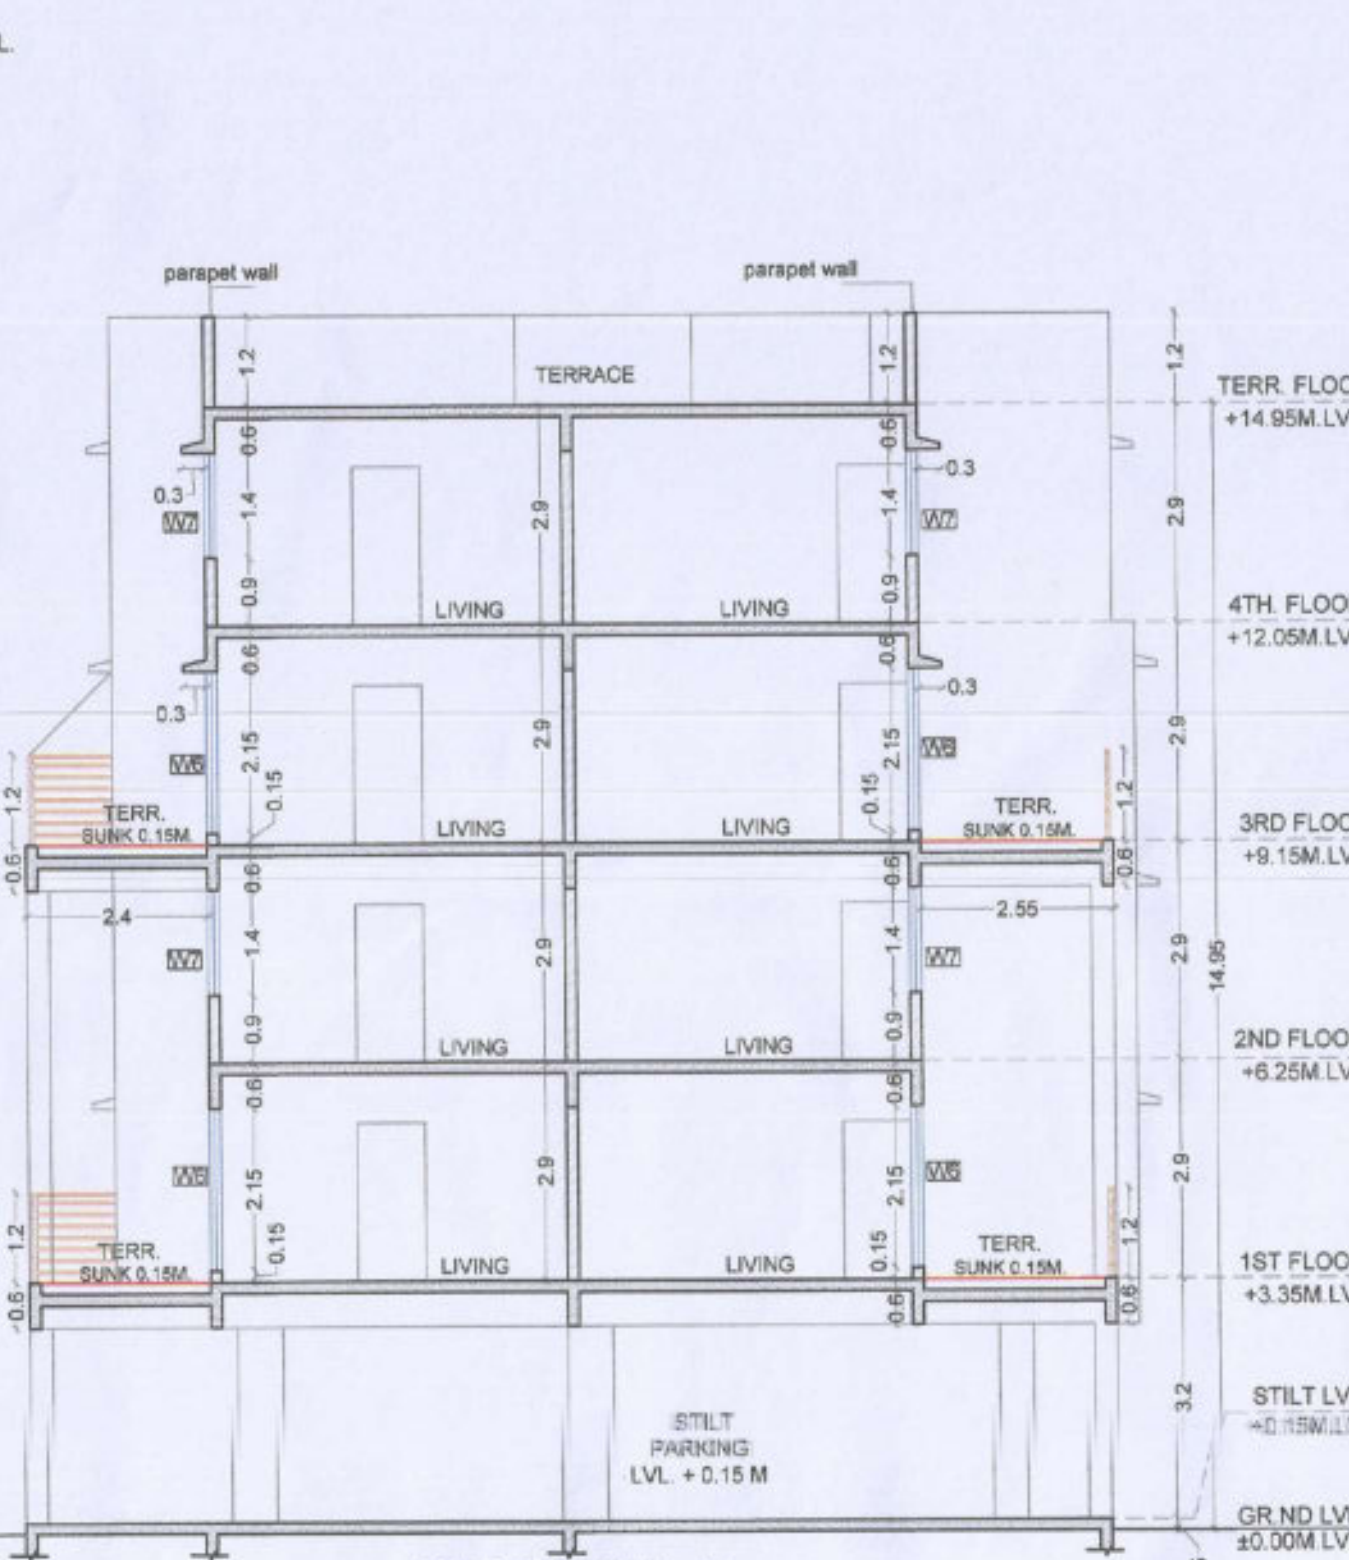 L.
parapet wall
parapet wall
1.2
1.2
1.2
TERRACE
TERR. FLOO
+14.95M.LV
0.6
0.6
0.3
0.3
W7
1.4
2.9
1.4
W7
2.9
0.9
0.9
LIVING
LIVING
4TH. FLOO
+12.05M.LV
0.6
0.6
0.3
0.3
W6
2.15
2.9
2.15
W6
2.9
1.2
0.15
0.15
1.2
TERR.
SUNK 0.15M.
LIVING
LIVING
TERR.
SUNK 0.15M.
3RD FLOO
+9.15M.LV
0.6
0.6
0.6
0.6
2.4
2.55
W7
1.4
2.9
1.4
W7
2.9
14.95
0.9
0.9
LIVING
LIVING
2ND FLOO
+6.25M.LV
0.6
0.6
W6
2.15
2.9
2.15
W6
2.9
1.2
0.15
0.15
1.2
TERR.
SUNK 0.15M.
LIVING
LIVING
TERR.
SUNK 0.15M.
1ST FLOO
+3.35M.LV
0.6
0.6
0.6
3.2
STILT
PARKING
LVL. + 0.15 M
STILT LV
+0.15M.L
GR.ND LV
±0.00M.LV